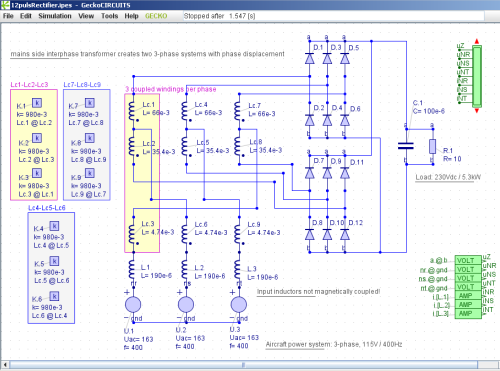 12pulsRectifier.ipes - GeckoCIRCUITS
File Edit Simulation View Tools Help GECKO Stopped after 1.547 [s]
mains side interphase transformer creates two 3-phase systems with phase displacement
Lc1-Lc2-Lc3
K.1
k= 980e-3
Lc.1 @ Lc.2
K.2
k= 980e-3
Lc.2 @ Lc.3
K.3
k= 980e-3
Lc.3 @ Lc.1
Lc7-Lc8-Lc9
K.7
k= 980e-3
Lc.7 @ Lc.8
K.8
k= 980e-3
Lc.8 @ Lc.9
K.9
k= 980e-3
Lc.9 @ Lc.7
Lc4-Lc5-Lc6
K.4
k= 980e-3
Lc.4 @ Lc.5
K.5
k= 980e-3
Lc.5 @ Lc.6
K.6
k= 980e-3
Lc.6 @ Lc.4
3 coupled windings per phase
Lc.1
L= 66e-3
Lc.4
L= 66e-3
Lc.7
L= 66e-3
Lc.2
L= 35.4e-3
Lc.5
L= 35.4e-3
Lc.8
L= 35.4e-3
Lc.3
L= 4.74e-3
Lc.6
L= 4.74e-3
Lc.9
L= 4.74e-3
L.1
L= 190e-6
L.2
L= 190e-6
L.3
L= 190e-6
gnd
gnd
gnd
U.1
Uac= 163
f= 400
U.2
Uac= 163
f= 400
U.3
Uac= 163
f= 400
D.1 D.3 D.5
D.2 D.4 D.6
D.7 D.9 D.11
D.8 D.10 D.12
C.1
C= 100e-6
R.1
R= 10
Load: 230Vdc / 5.3kW
Input inductors not magnetically coupled!
Aircraft power system: 3-phase, 115V / 400Hz
uZ
uNR
uNS
uNT
iNR
iNS
iNT
a @ b VOLT uZ
nr @ gnd VOLT uNR
ns @ gnd VOLT uNS
nt @ gnd VOLT uNT
i [L.1] AMP iNR
i [L.2] AMP iNS
i [L.3] AMP iNT